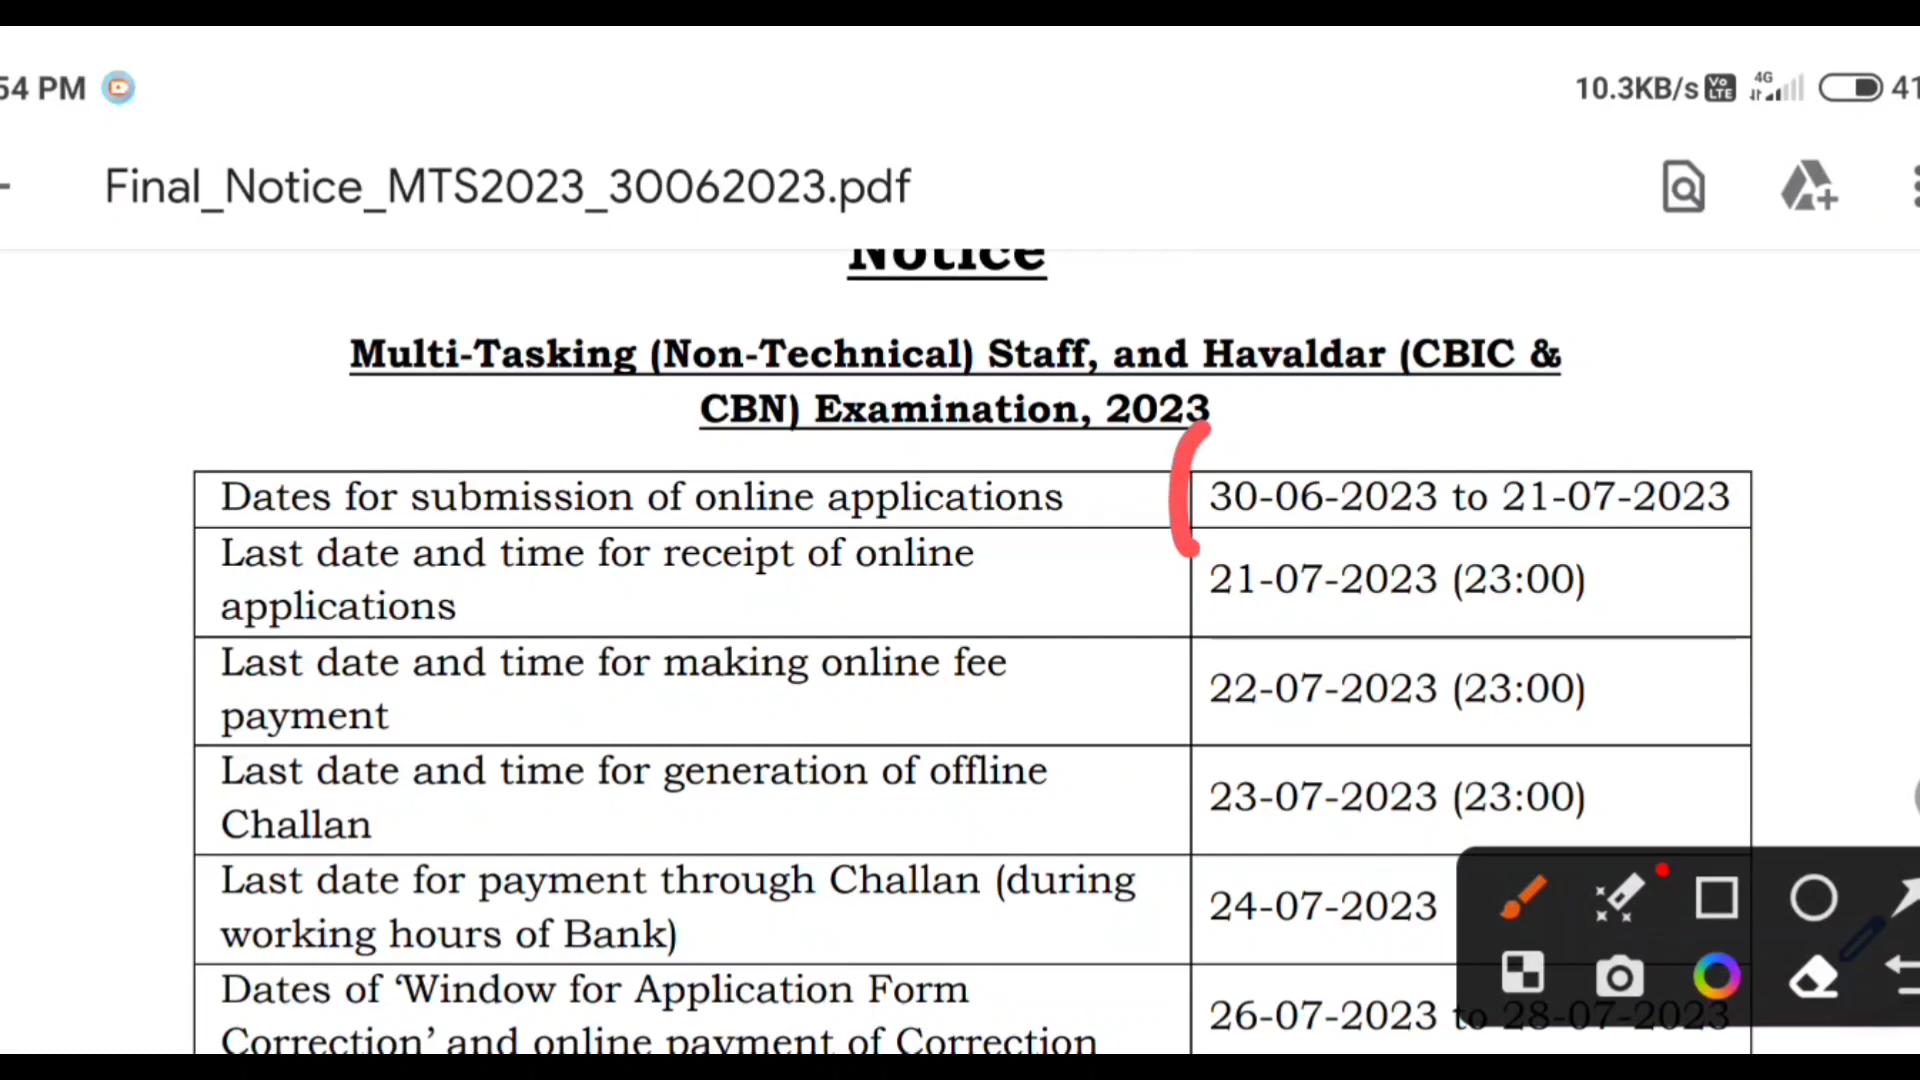 54 PM
10.3KB/s Vo LTE 4G 41
Final_Notice_MTS2023_30062023.pdf
Notice
Multi-Tasking (Non-Technical) Staff, and Havaldar (CBIC &
CBN) Examination, 2023
Dates for submission of online applications
30-06-2023 to 21-07-2023
Last date and time for receipt of online
applications
21-07-2023 (23:00)
Last date and time for making online fee
payment
22-07-2023 (23:00)
Last date and time for generation of offline
Challan
23-07-2023 (23:00)
Last date for payment through Challan (during
working hours of Bank)
24-07-2023
Dates of ‘Window for Application Form
Correction’ and online payment of Correction
26-07-2023 to 28-07-2023